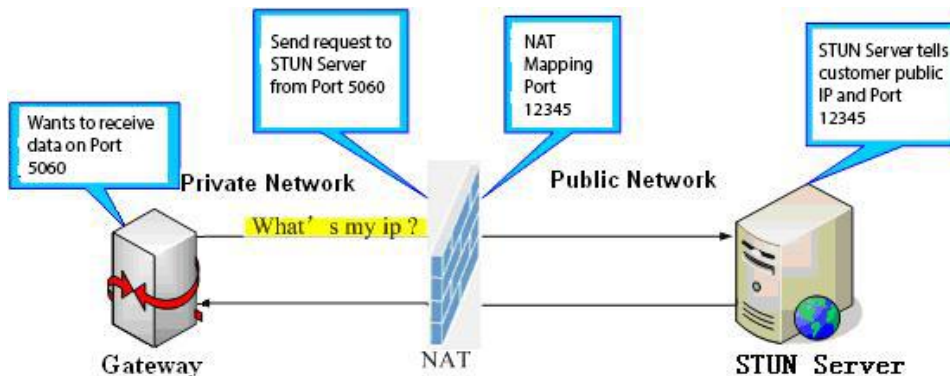 Send request to
STUN Server
from Port 5060
NAT
Mapping
Port
12345
STUN Server tells
customer public
IP and Port
12345
Wants to receive
data on Port
5060
Private Network
Public Network
What's my ip ?
Gateway
NAT
STUN Server